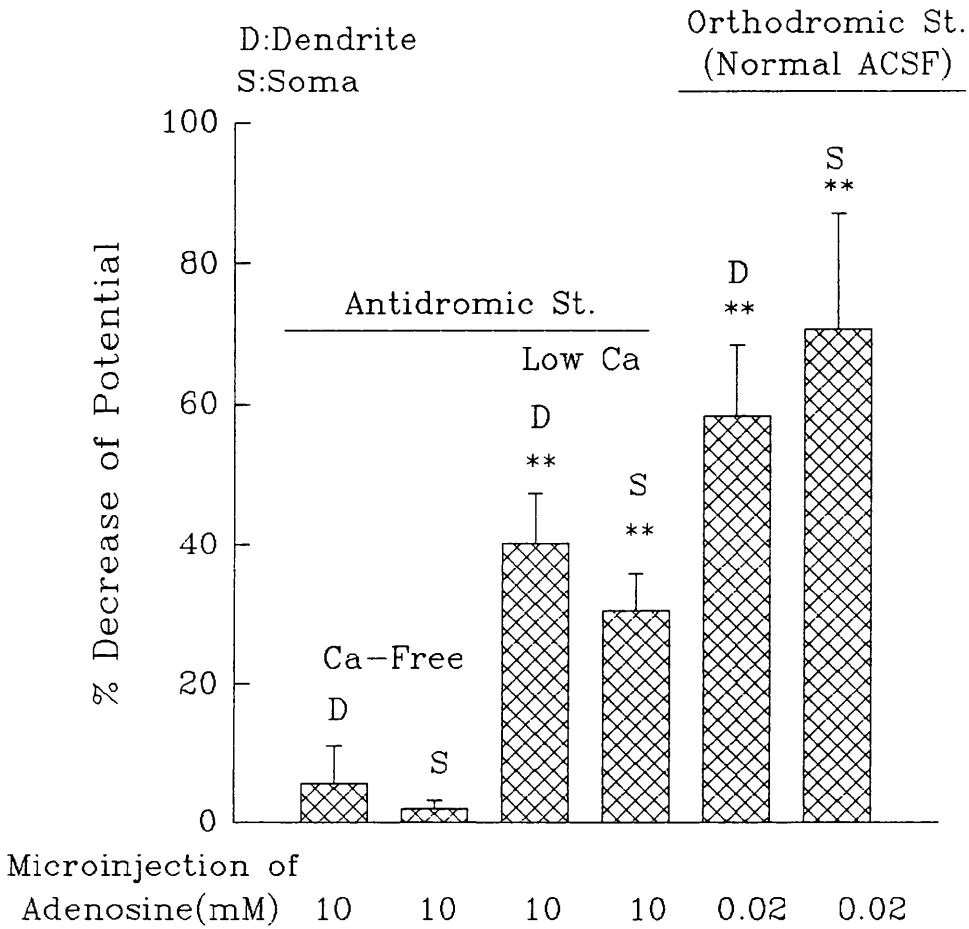 D:Dendrite
S:Soma
Orthodromic St.
(Normal ACSF)
% Decrease of Potential
100
80
60
40
20
0
Antidromic St.
Low Ca
Ca-Free
D
S
D
**
S
**
D
**
S
**
Microinjection of
Adenosine(mM) 10 10 10 10 0.02 0.02